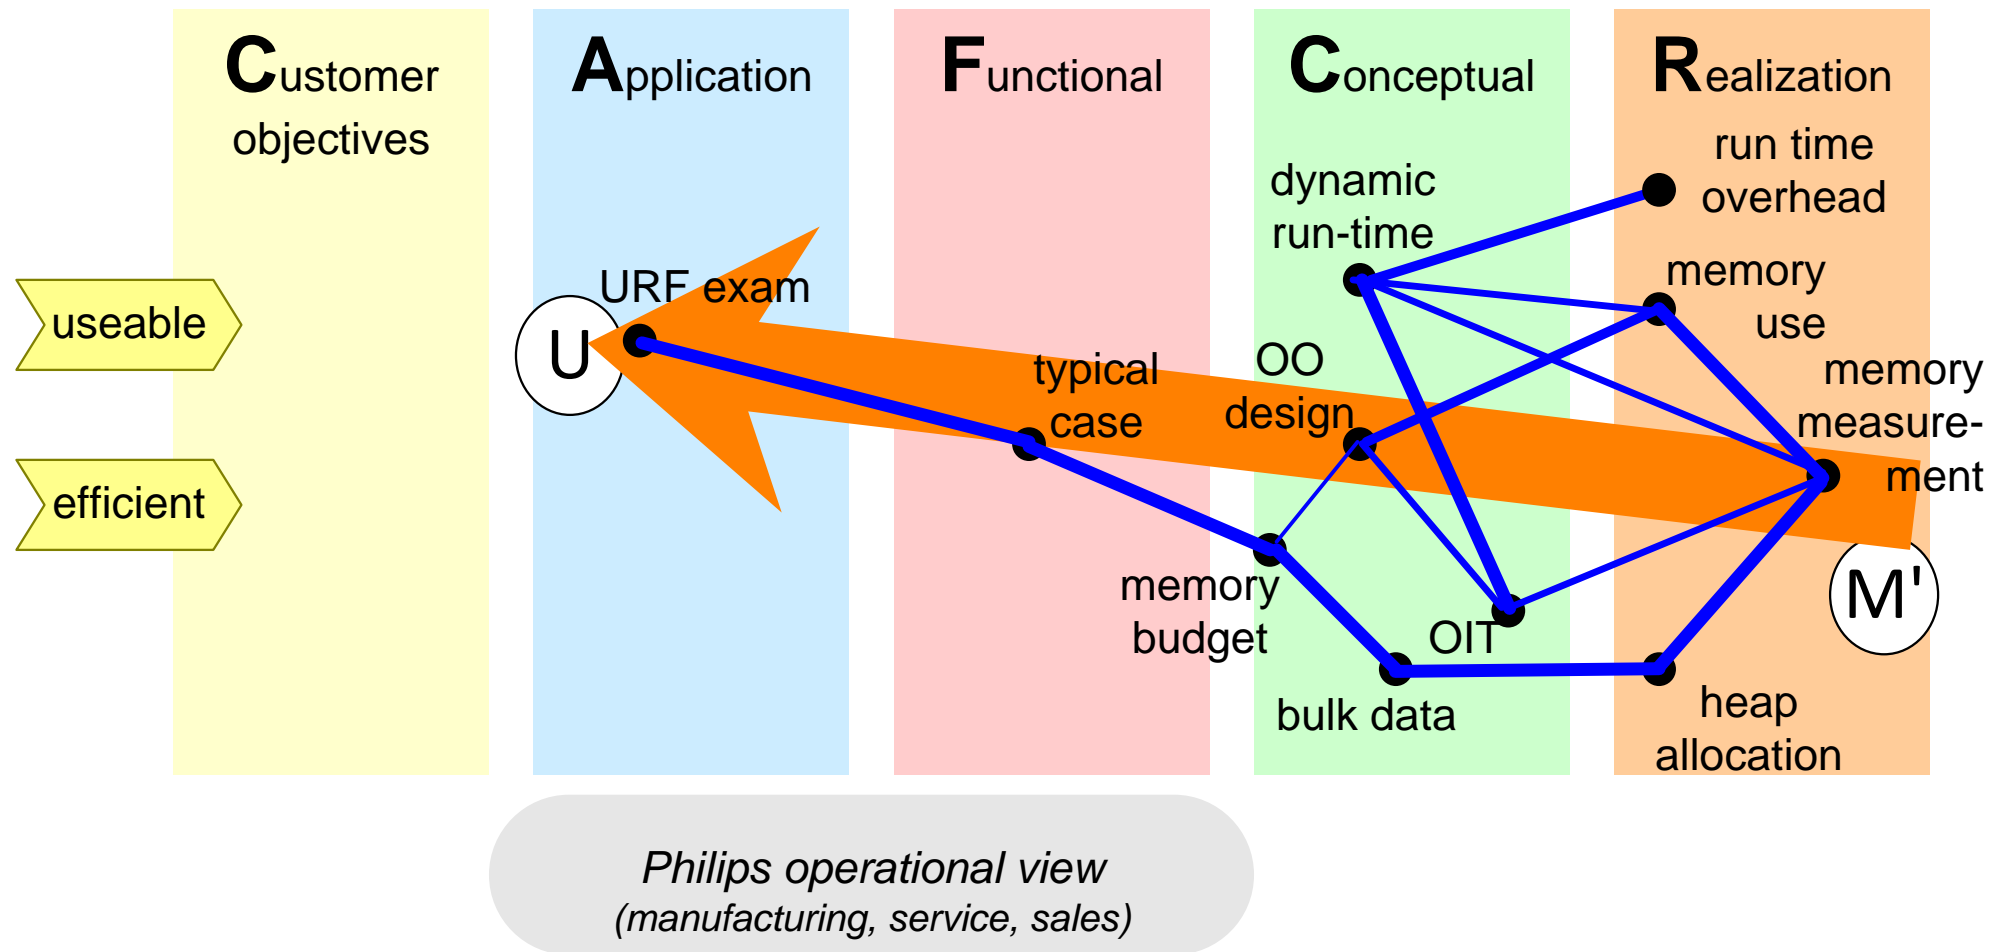 Customer
objectives
Application
Functional
Conceptual
Realization
run time
overhead
dynamic
run-time
memory
use
URF exam
useable
U
typical
case
OO
design
memory
measure-
ment
efficient
memory
budget
OIT
M'
bulk data
heap
allocation
Philips operational view
(manufacturing, service, sales)